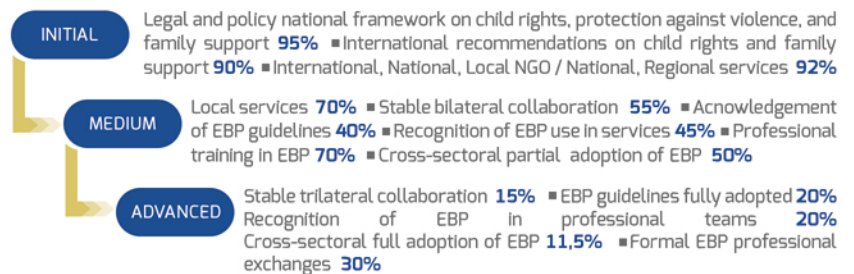 INITIAL
Legal and policy national framework on child rights, protection against violence, and
family support 95% ■International recommendations on child rights and family
support 90% ■International, National, Local NGO / National, Regional services 92%
MEDIUM
Local services 70% ■Stable bilateral collaboration 55% ■Acnowledgement
of EBP guidelines 40% ■Recognition of EBP use in services 45% ■Professional
training in EBP 70% ■Cross-sectoral partial adoption of EBP 50%
ADVANCED
Stable trilateral collaboration 15% ■EBP guidelines fully adopted 20%
Recognition of EBP in professional teams 20%
Cross-sectoral full adoption of EBP 11,5% ■Formal EBP professional
exchanges 30%